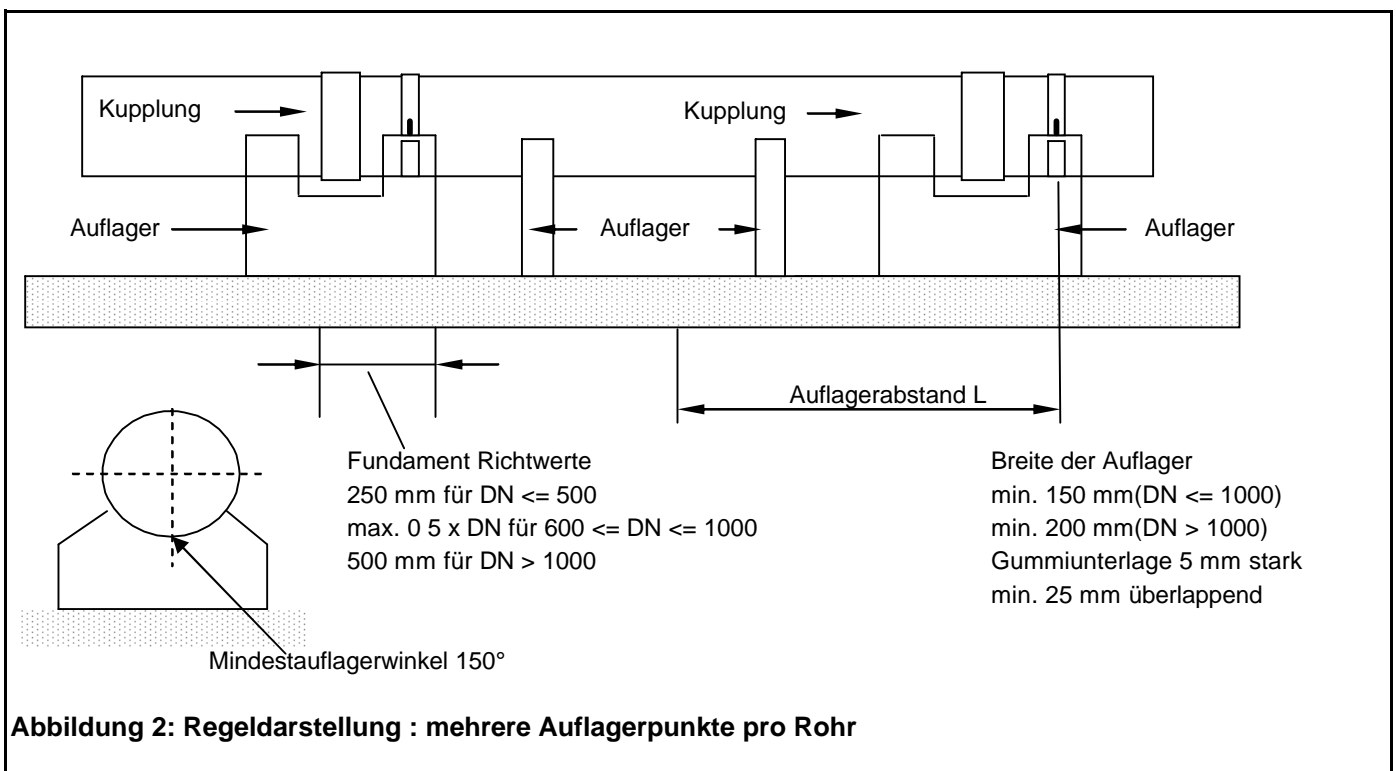 Kupplung
Kupplung
Auflager
Auflager
Auflager
Auflagerabstand L
Fundament Richtwerte
250 mm für DN <= 500
max. 0 5 x DN für 600 <= DN <= 1000
500 mm für DN > 1000
Breite der Auflager
min. 150 mm(DN <= 1000)
min. 200 mm(DN > 1000)
Gummiunterlage 5 mm stark
min. 25 mm überlappend
Mindestauflagerwinkel 150°
Abbildung 2: Regeldarstellung : mehrere Auflagerpunkte pro Rohr